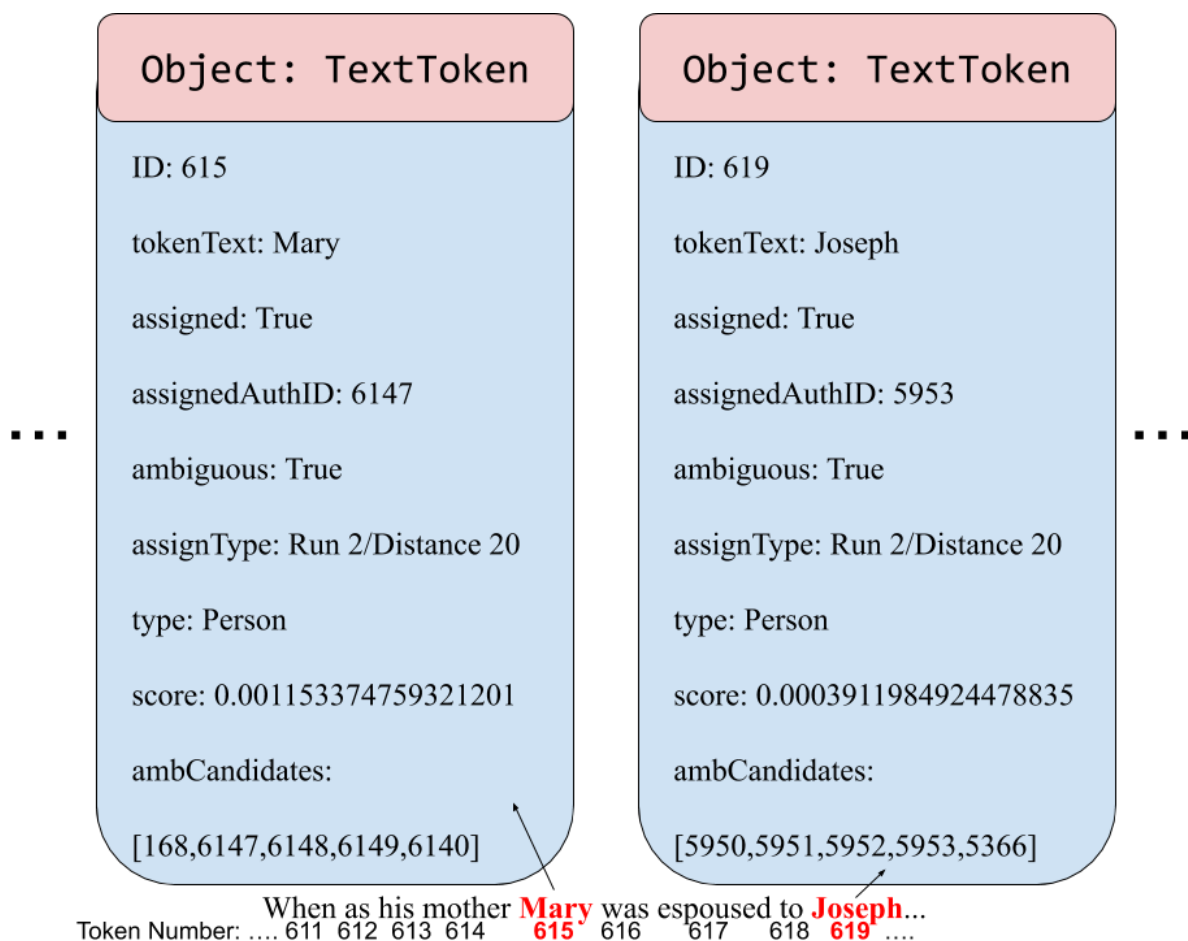 Object: TextToken
ID: 615
tokenText: Mary
assigned: True
assignedAuthID: 6147
ambiguous: True
assignType: Run 2/Distance 20
type: Person
score: 0.001153374759321201
ambCandidates:
[168,6147,6148,6149,6140]
Object: TextToken
ID: 619
tokenText: Joseph
assigned: True
assignedAuthID: 5953
ambiguous: True
assignType: Run 2/Distance 20
type: Person
score: 0.0003911984924478835
ambCandidates:
[5950,5951,5952,5953,5366]
...
...
When as his mother Mary was espoused to Joseph...
Token Number: .... 611 612 613 614 615 616 617 618 619 ....